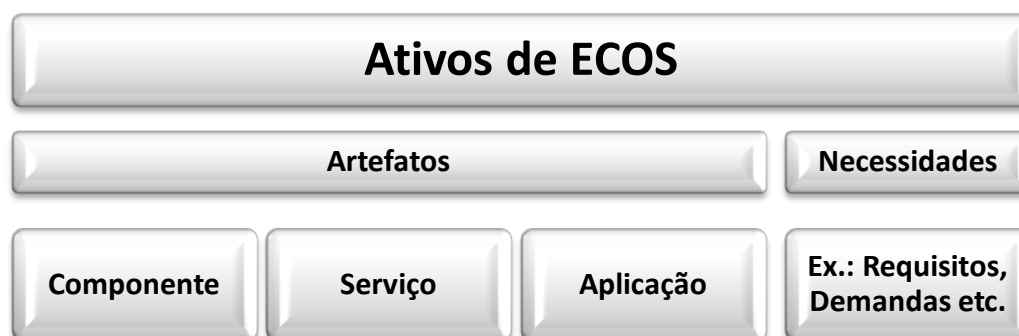 Ativos de ECOS
Artefatos
Necessidades
Componente
Serviço
Aplicação
Ex.: Requisitos,
Demandas etc.